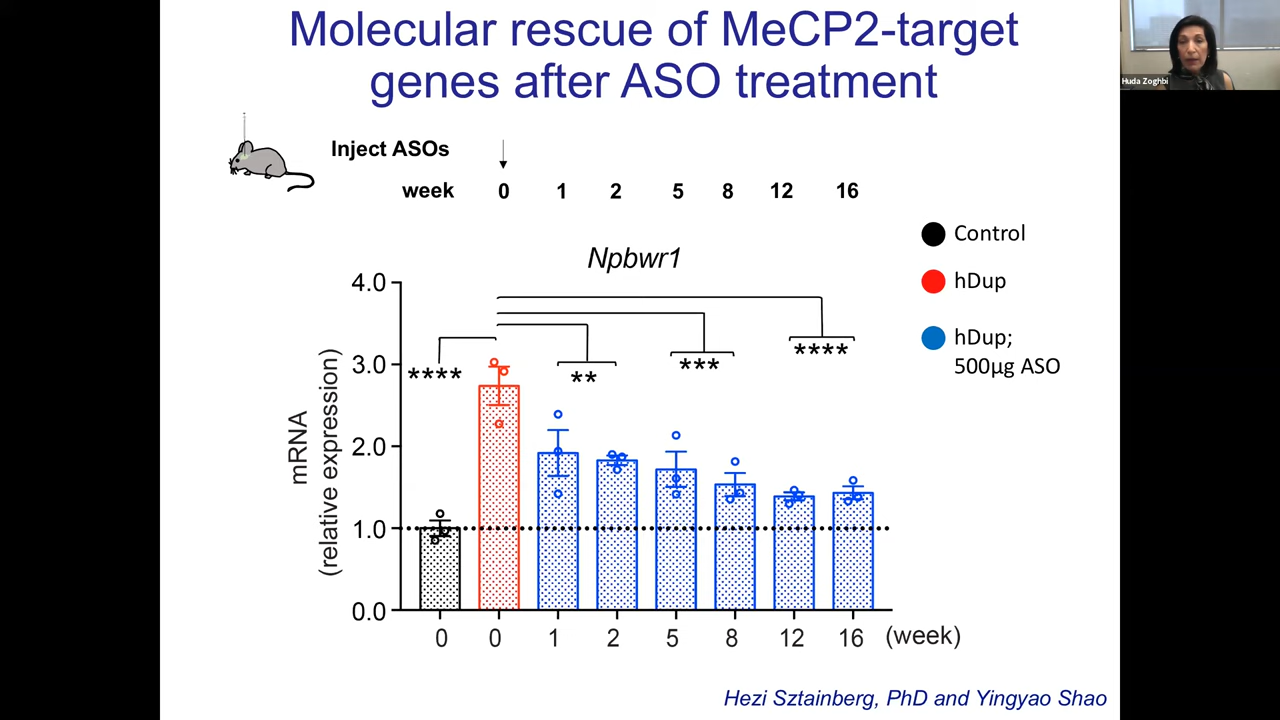 Molecular rescue of MeCP2-target
genes after ASO treatment
Huda Zoghbi
Inject ASOs
week 0 1 2 5 8 12 16
Control
hDup
hDup;
500µg ASO
Npbwr1
mRNA
(relative expression)
4.0
3.0
2.0
1.0
0.0
**** ** *** ****
0 0 1 2 5 8 12 16 (week)
Hezi Sztainberg, PhD and Yingyao Shao